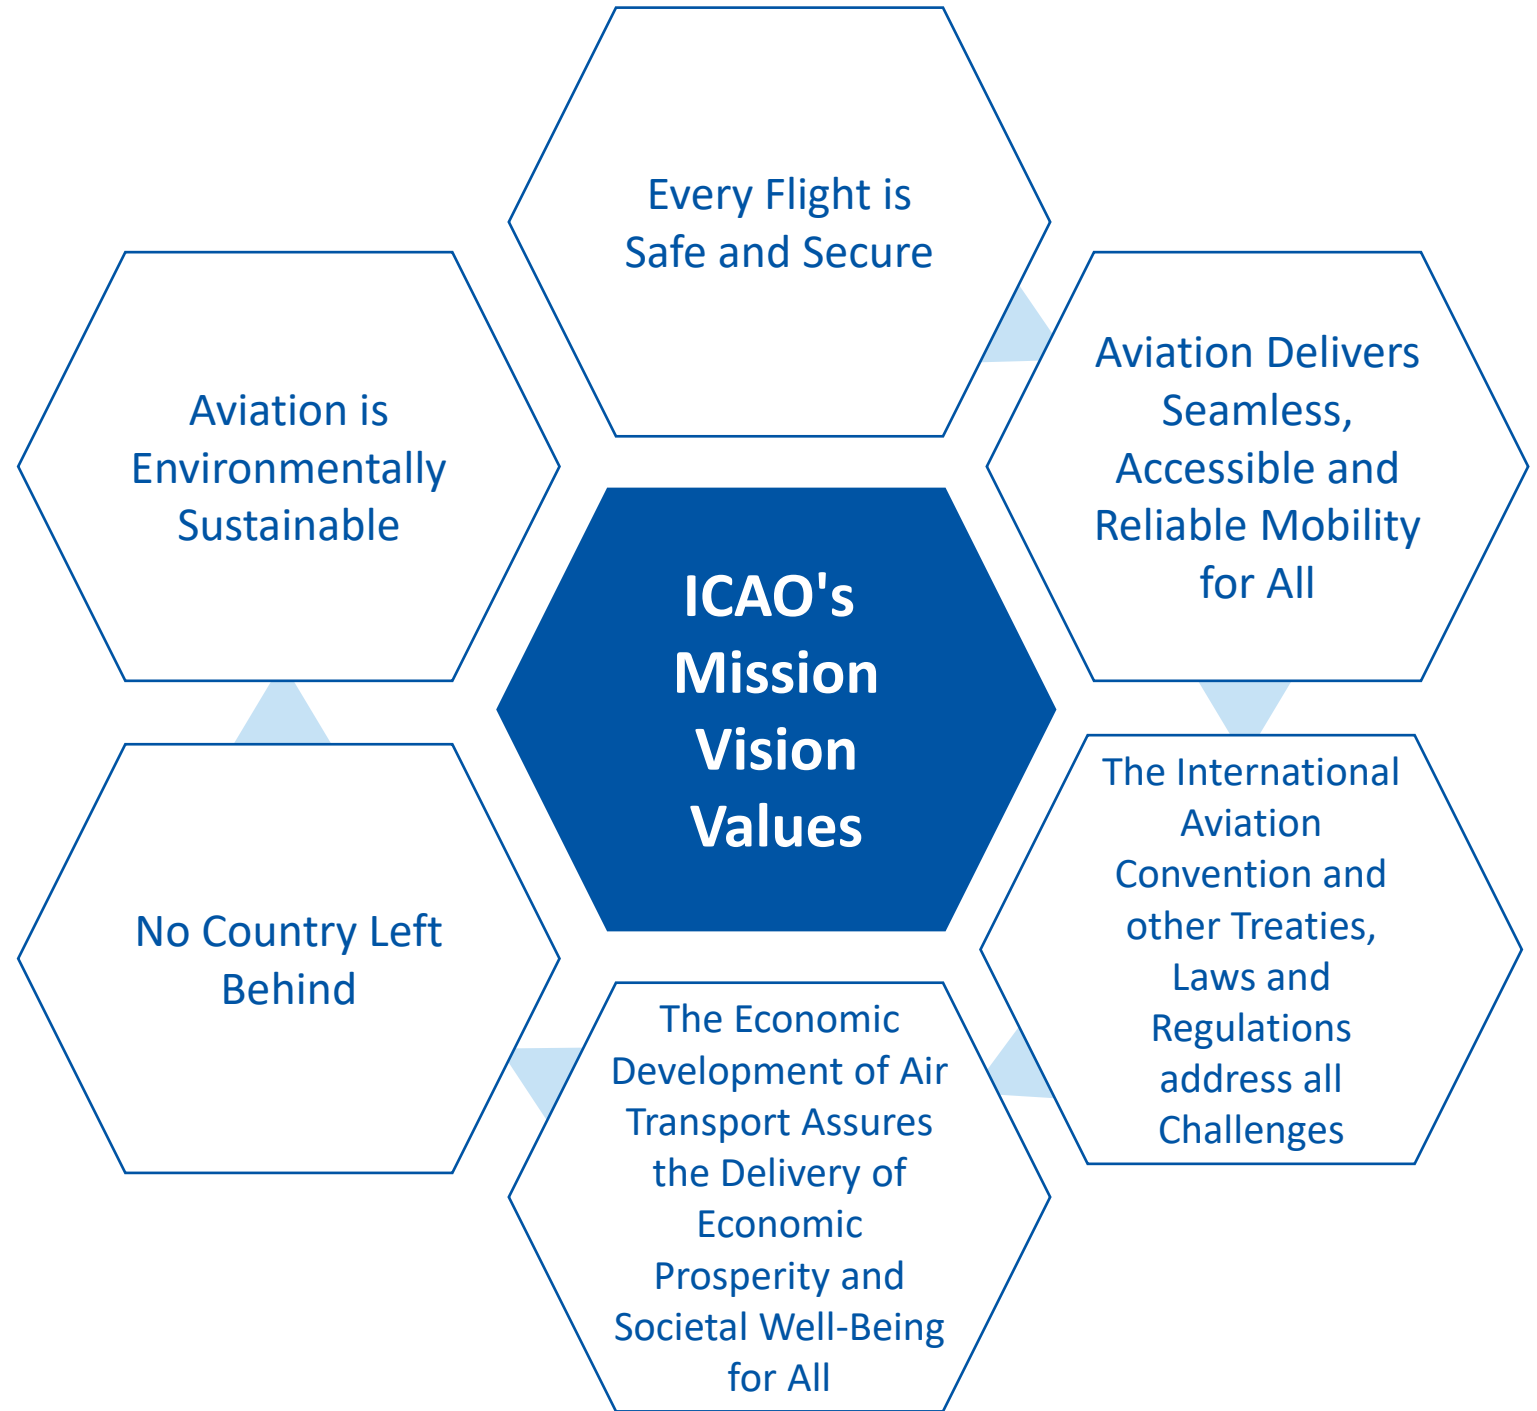 Every Flight is
Safe and Secure
Aviation Delivers
Seamless,
Accessible and
Reliable Mobility
for All
The International
Aviation
Convention and
other Treaties,
Laws and
Regulations
address all
Challenges
The Economic
Development of Air
Transport Assures
the Delivery of
Economic
Prosperity and
Societal Well-Being
for All
No Country Left
Behind
Aviation is
Environmentally
Sustainable
ICAO's
Mission
Vision
Values